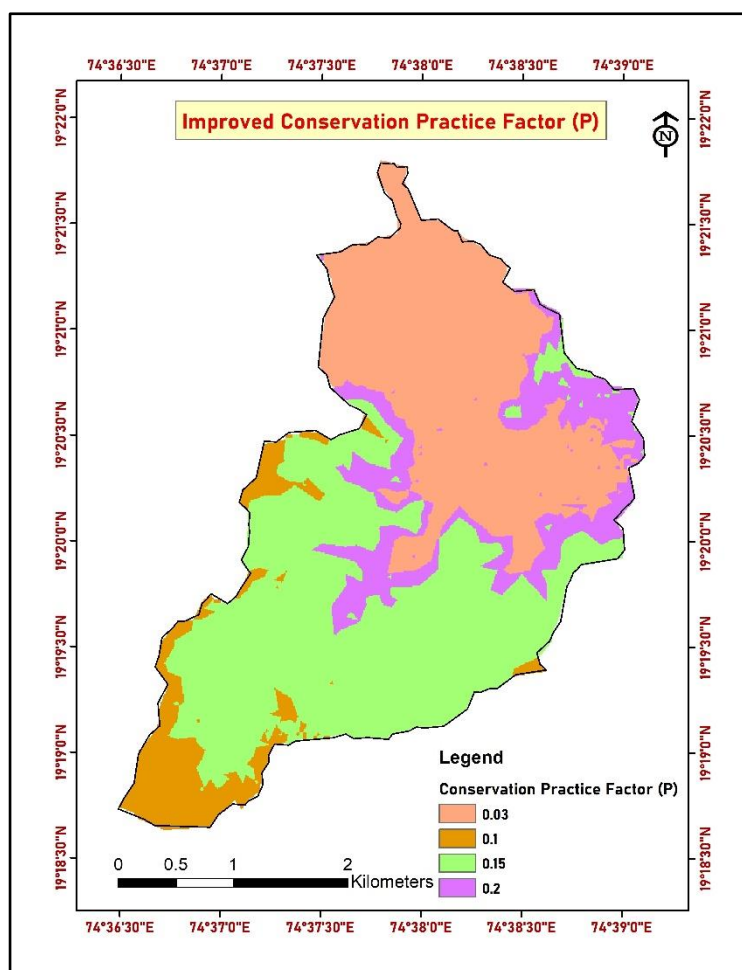 74°36'30"E 74°37'0"E 74°37'30"E 74°38'0"E 74°38'30"E 74°39'0"E
Improved Conservation Practice Factor (P)
N
19°22'0"N 19°22'0"N
19°21'30"N 19°21'30"N
19°21'0"N 19°21'0"N
19°20'30"N 19°20'30"N
19°20'0"N 19°20'0"N
19°19'30"N 19°19'30"N
19°19'0"N 19°19'0"N
19°18'30"N 19°18'30"N
Legend
Conservation Practice Factor (P)
0.03
0.1
0.15
0.2
0 0.5 1 2
Kilometers
74°36'30"E 74°37'0"E 74°37'30"E 74°38'0"E 74°38'30"E 74°39'0"E